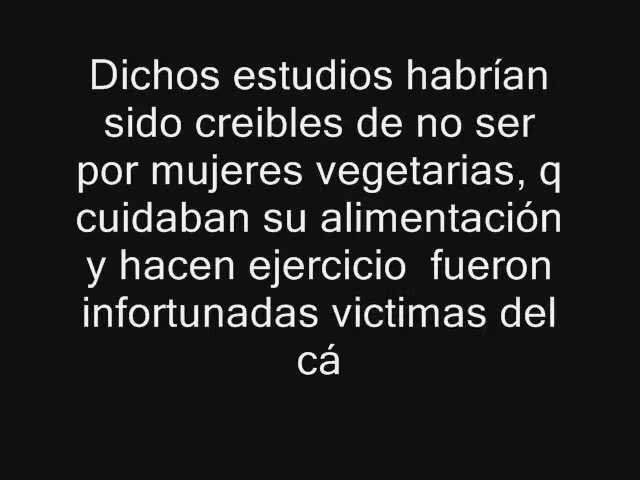 Dichos estudios habrían
sido creibles de no ser
por mujeres vegetarias, q
cuidaban su alimentación
y hacen ejercicio  fueron
infortunadas victimas del
cá